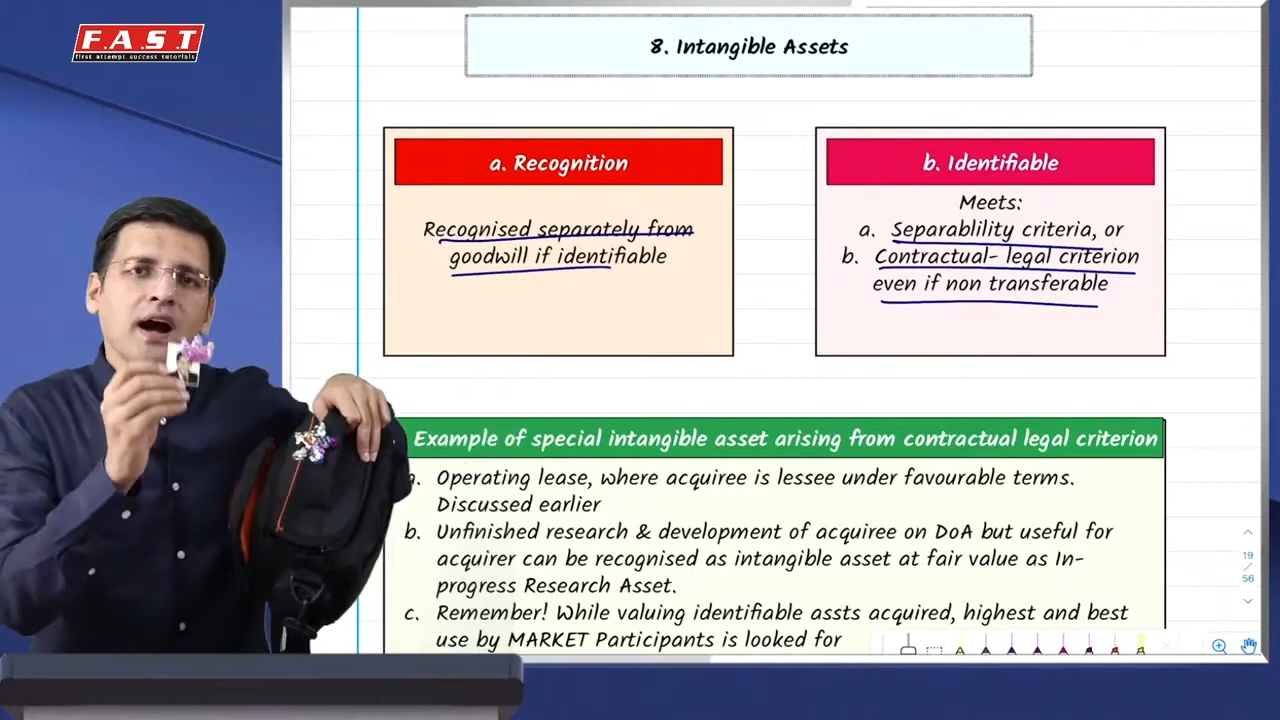 F.A.S.T
first attempt success tutorials
8. Intangible Assets
a. Recognition
Recognised separately from
goodwill if identifiable
b. Identifiable
Meets:
a. Separablility criteria, or
b. Contractual- legal criterion
even if non transferable
Example of special intangible asset arising from contractual legal criterion
Operating lease, where acquiree is lessee under favourable terms.
Discussed earlier
b. Unfinished research & development of acquiree on DoA but useful for
acquirer can be recognised as intangible asset at fair value as In-
progress Research Asset.
c. Remember! While valuing identifiable assts acquired, highest and best
use by MARKET Participants is looked for
19
/
56